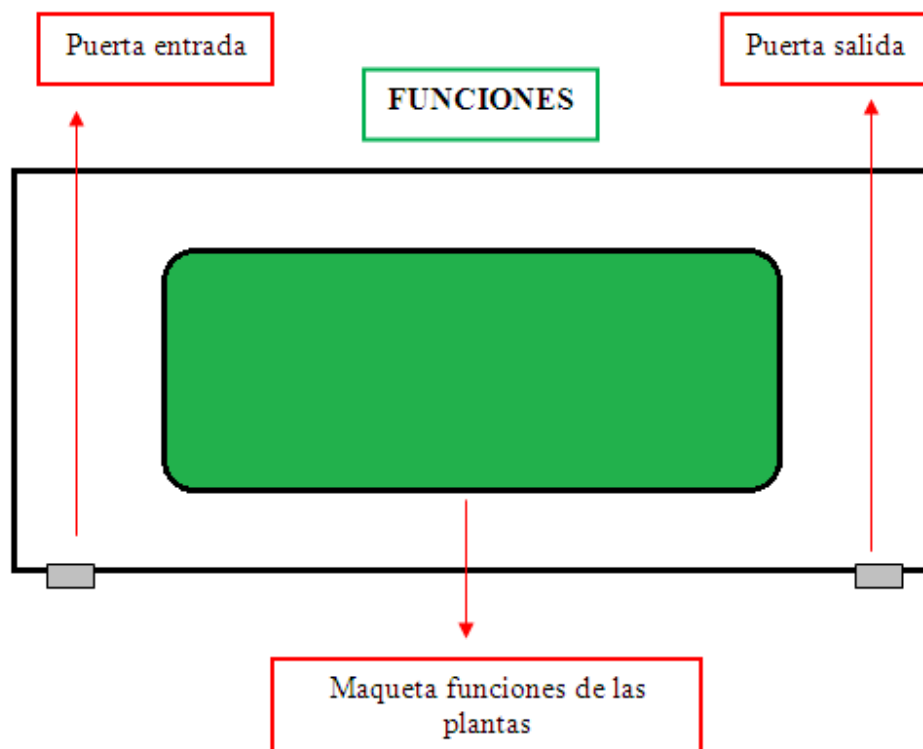 Puerta entrada
Puerta salida
FUNCIONES
Maqueta funciones de las
plantas